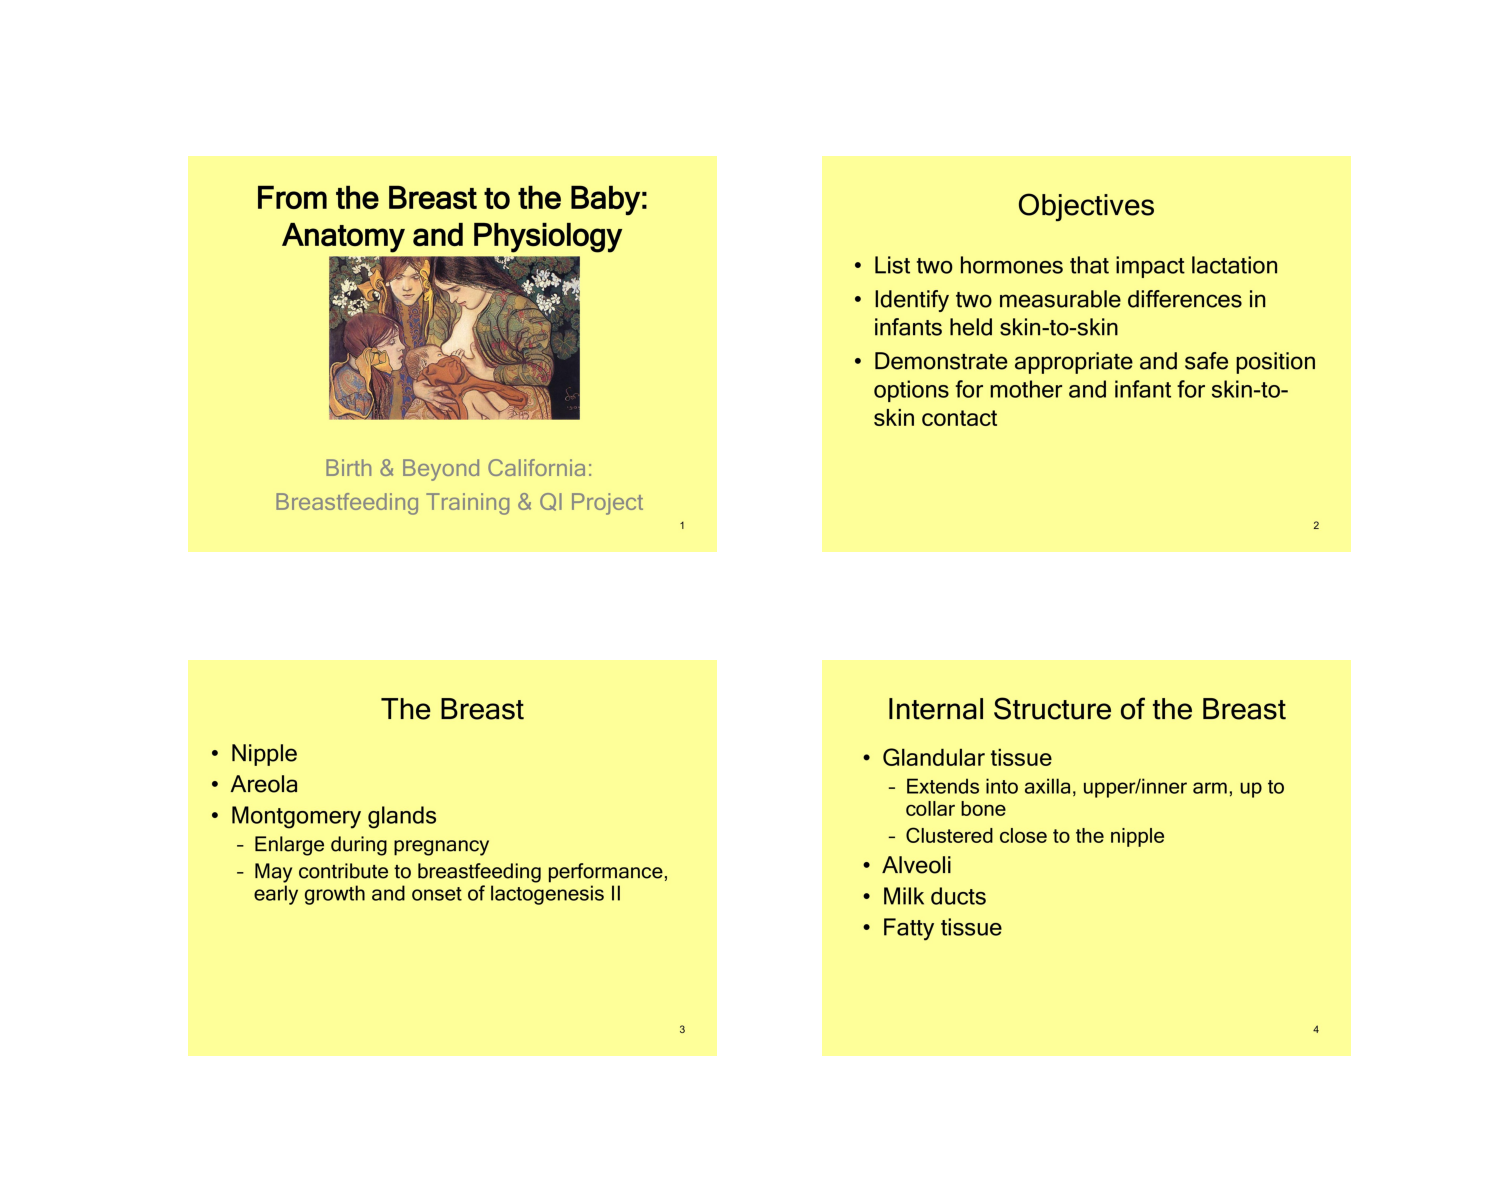 From the Breast to the Baby:
Anatomy and Physiology
Birth & Beyond California:
Breastfeeding Training & QI Project
1
Objectives
• List two hormones that impact lactation
• Identify two measurable differences in
infants held skin-to-skin
• Demonstrate appropriate and safe position
options for mother and infant for skin-to-
skin contact
2
The Breast
• Nipple
• Areola
• Montgomery glands
– Enlarge during pregnancy
– May contribute to breastfeeding performance,
early growth and onset of lactogenesis II
3
Internal Structure of the Breast
• Glandular tissue
– Extends into axilla, upper/inner arm, up to
collar bone
– Clustered close to the nipple
• Alveoli
• Milk ducts
• Fatty tissue
4